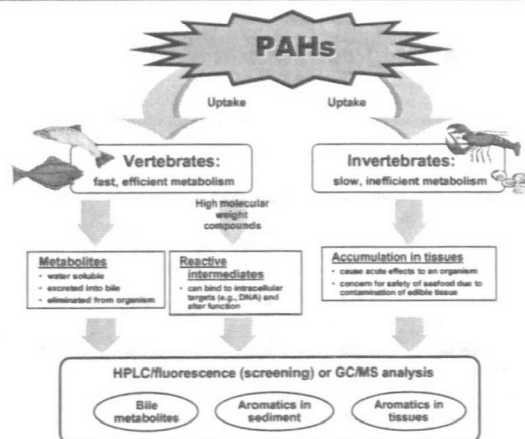 PAHs
Uptake
Uptake
Vertebrates:
fast, efficient metabolism
Invertebrates:
slow, inefficient metabolism
High molecular
weight
compounds
Metabolites
• water soluble
• excreted into bile
• eliminated from organism
Reactive
intermediates
• can bind to intracellular
targets (e.g., DNA) and
alter function
Accumulation in tissues
• cause acute effects to an organism
• concern for safety of seafood due to
contamination of edible tissue
HPLC/fluorescence (screening) or GC/MS analysis
Bile
metabolites
Aromatics in
sediment
Aromatics in
tissues